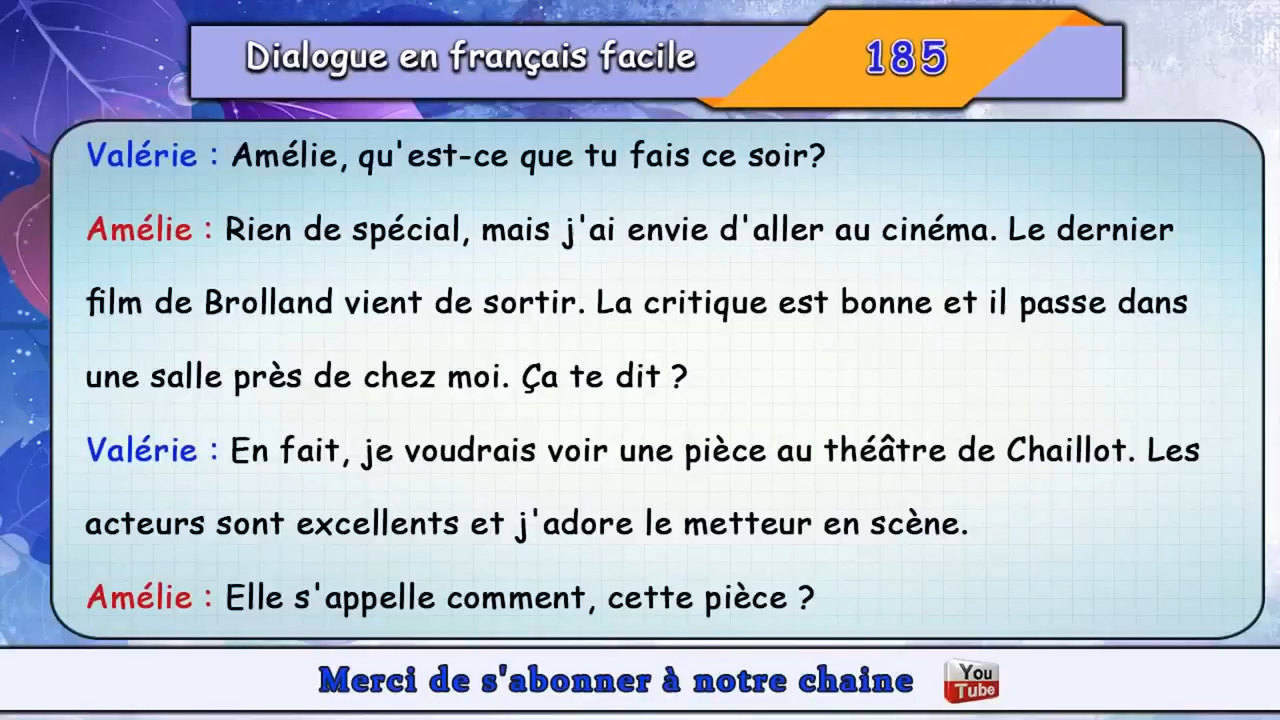 Dialogue en français facile
185
Valérie : Amélie, qu'est-ce que tu fais ce soir?
Amélie : Rien de spécial, mais j'ai envie d'aller au cinéma. Le dernier
film de Brolland vient de sortir. La critique est bonne et il passe dans
une salle près de chez moi. Ça te dit ?
Valérie : En fait, je voudrais voir une pièce au théâtre de Chaillot. Les
acteurs sont excellents et j'adore le metteur en scène.
Amélie : Elle s'appelle comment, cette pièce ?
Merci de s'abonner à notre chaine
You
Tube